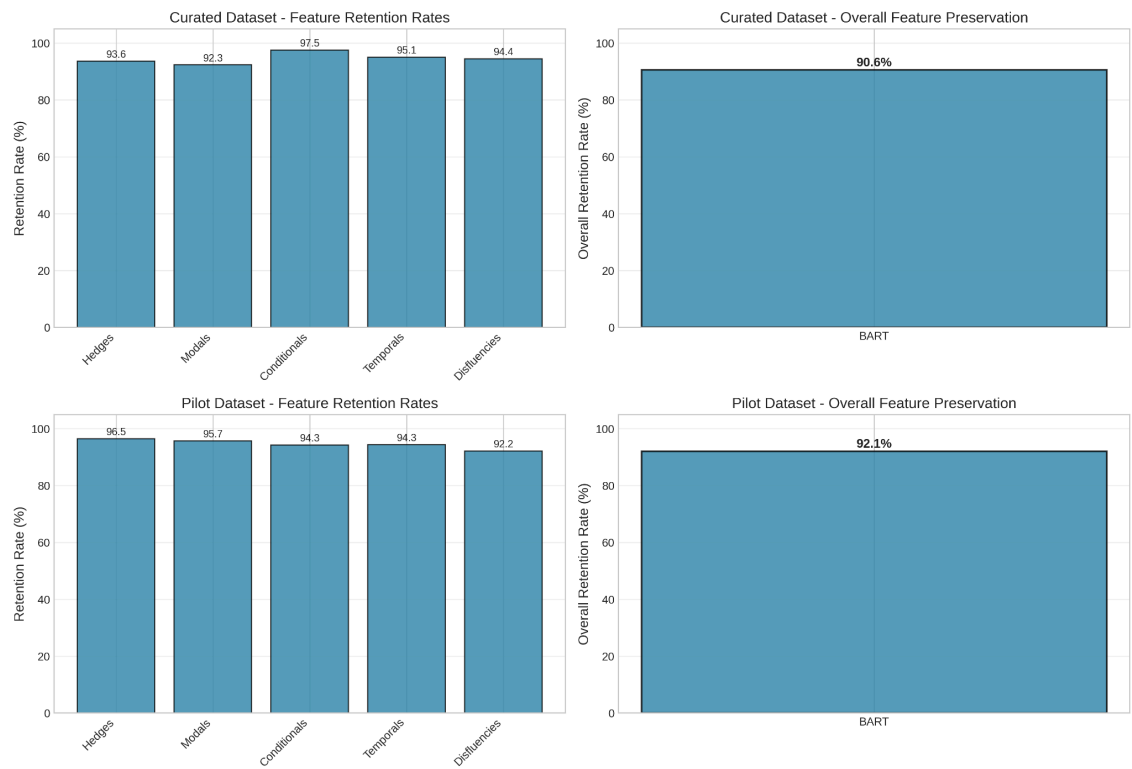 Curated Dataset - Feature Retention Rates
Retention Rate (%)
100
80
60
40
20
0
93.6
92.3
97.5
95.1
94.4
Hedges
Modals
Conditionals
Temporals
Disfluencies
Curated Dataset - Overall Feature Preservation
Overall Retention Rate (%)
100
80
60
40
20
0
90.6%
BART
Pilot Dataset - Feature Retention Rates
Retention Rate (%)
100
80
60
40
20
0
96.5
95.7
94.3
94.3
92.2
Hedges
Modals
Conditionals
Temporals
Disfluencies
Pilot Dataset - Overall Feature Preservation
Overall Retention Rate (%)
100
80
60
40
20
0
92.1%
BART